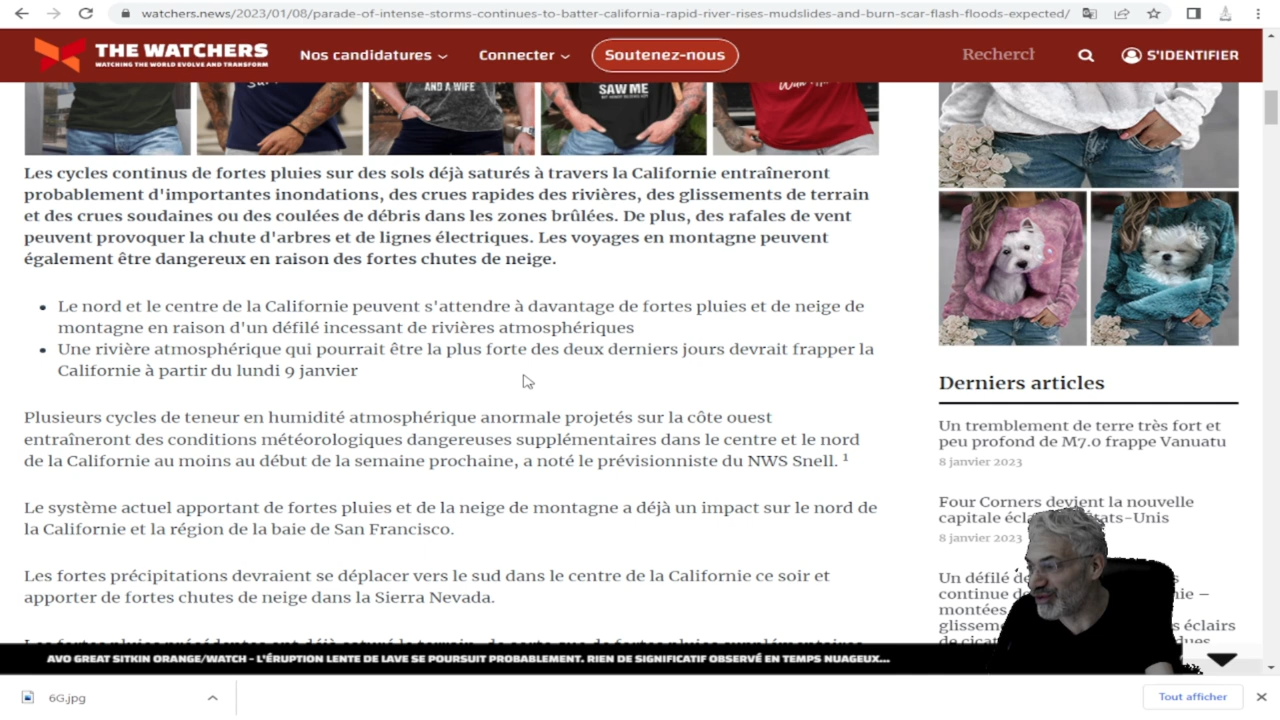 watchers.news/2023/01/08/parade-of-intense-storms-continues-to-batter-california-rapid-river-rises-mudslides-and-burn-scar-flash-floods-expected/
THE WATCHERS
WATCHING THE WORLD EVOLVE AND TRANSFORM
Nos candidatures
Connecter
Soutenez-nous
Recherch
S'IDENTIFIER
AND A WIFE
SAW ME
Les cycles continus de fortes pluies sur des sols déjà saturés à travers la Californie entraîneront
probablement d'importantes inondations, des crues rapides des rivières, des glissements de terrain
et des crues soudaines ou des coulées de débris dans les zones brûlées. De plus, des rafales de vent
peuvent provoquer la chute d'arbres et de lignes électriques. Les voyages en montagne peuvent
également être dangereux en raison des fortes chutes de neige.
• Le nord et le centre de la Californie peuvent s'attendre à davantage de fortes pluies et de neige de
montagne en raison d'un défilé incessant de rivières atmosphériques
• Une rivière atmosphérique qui pourrait être la plus forte des deux derniers jours devrait frapper la
Californie à partir du lundi 9 janvier
Plusieurs cycles de teneur en humidité atmosphérique anormale projetés sur la côte ouest
entraîneront des conditions météorologiques dangereuses supplémentaires dans le centre et le nord
de la Californie au moins au début de la semaine prochaine, a noté le prévisionniste du NWS Snell. ¹
Le système actuel apportant de fortes pluies et de la neige de montagne a déjà un impact sur le nord de
la Californie et la région de la baie de San Francisco.
Les fortes précipitations devraient se déplacer vers le sud dans le centre de la Californie ce soir et
apporter de fortes chutes de neige dans la Sierra Nevada.
Derniers articles
Un tremblement de terre très fort et
peu profond de M7.0 frappe Vanuatu
8 janvier 2023
Four Corners devient la nouvelle
capitale
8 janvier 2023
Un défilé
continue
montées
AVO GREAT SITKIN ORANGE/WATCH - L'ÉRUPTION LENTE DE LAVE SE POURSUIT PROBABLEMENT. RIEN DE SIGNIFICATIF OBSERVÉ EN TEMPS NUAGEUX...
6G.jpg
Tout afficher